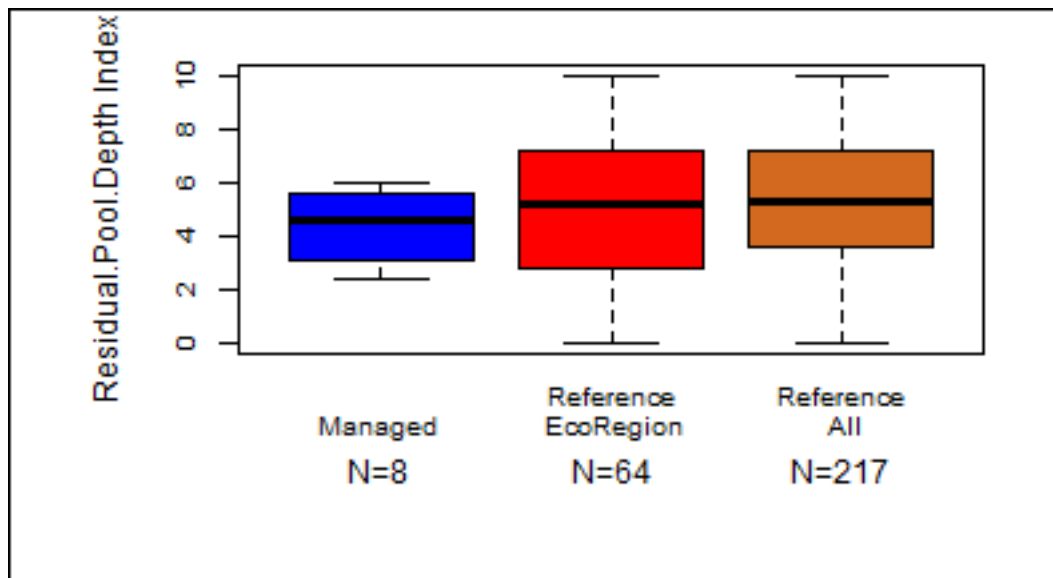 Residual.Pool.Depth Index
10
8
6
4
2
0
Reference Reference
Managed EcoRegion All
N=8 N=64 N=217